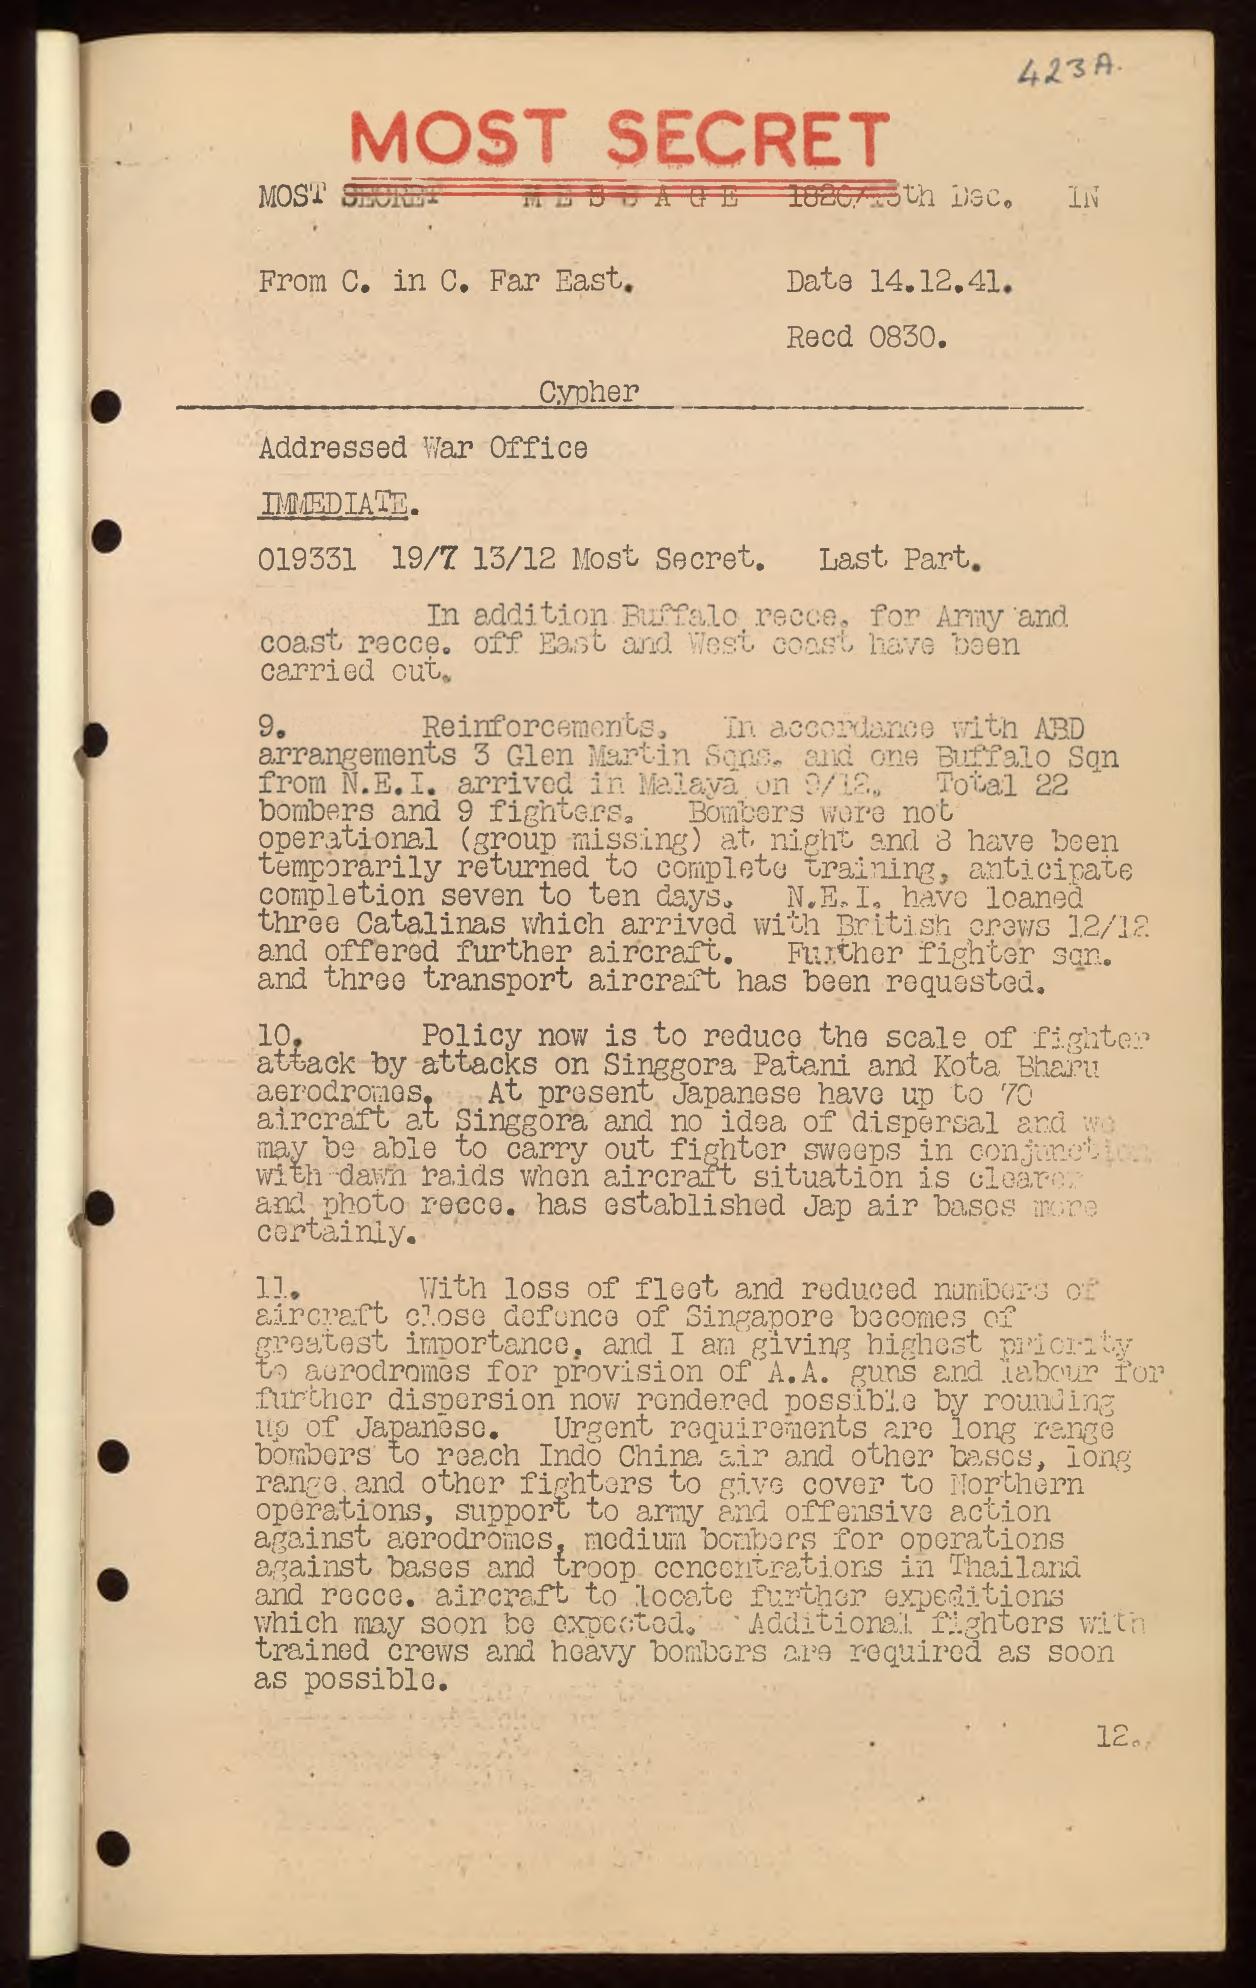 423A.
MOST SECRET
MOST SECRET M E S S A G E 1820/13th Dec. IN
From C. in C. Far East. Date 14.12.41.
Recd 0830.
Cypher
Addressed War Office
IMMEDIATE.
019331 19/7 13/12 Most Secret. Last Part.
In addition Buffalo recce. for Army and
coast recce. off East and West coast have been
carried out.
9. Reinforcements. In accordance with ABD
arrangements 3 Glen Martin Sqns. and one Buffalo Sqn
from N.E.I. arrived in Malaya on 9/12. Total 22
bombers and 9 fighters. Bombers were not
operational (group missing) at night and 8 have been
temporarily returned to complete training, anticipate
completion seven to ten days. N.E.I. have loaned
three Catalinas which arrived with British crews 12/12
and offered further aircraft. Further fighter sqn.
and three transport aircraft has been requested.
10. Policy now is to reduce the scale of fighter
attack by attacks on Singgora Patani and Kota Bharu
aerodromes. At present Japanese have up to 70
aircraft at Singgora and no idea of dispersal and we
may be able to carry out fighter sweeps in conjunction
with dawn raids when aircraft situation is clearer
and photo recce. has established Jap air bases more
certainly.
11. With loss of fleet and reduced numbers of
aircraft close defence of Singapore becomes of
greatest importance, and I am giving highest priority
to aerodromes for provision of A.A. guns and labour for
further dispersion now rendered possible by rounding
up of Japanese. Urgent requirements are long range
bombers to reach Indo China air and other bases, long
range and other fighters to give cover to Northern
operations, support to army and offensive action
against aerodromes, medium bombers for operations
against bases and troop concentrations in Thailand
and recce. aircraft to locate further expeditions
which may soon be expected. Additional fighters with
trained crews and heavy bombers are required as soon
as possible.
12.